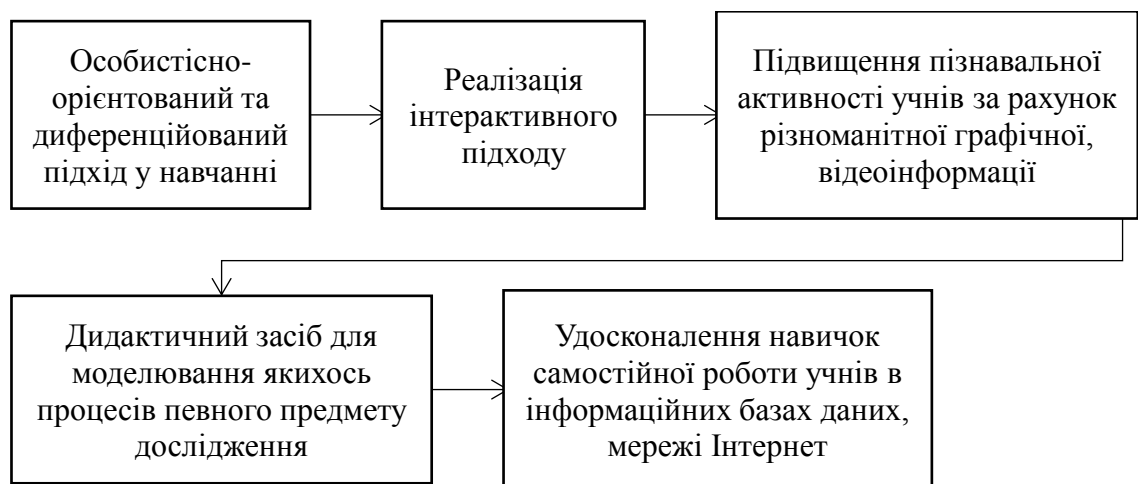 Особистісно-
орієнтований та
диференційований
підхід у навчанні
Реалізація
інтерактивного
підходу
Підвищення пізнавальної
активності учнів за рахунок
різноманітної графічної,
відеоінформації
Дидактичний засіб для
моделювання якихось
процесів певного предмету
дослідження
Удосконалення навичок
самостійної роботи учнів в
інформаційних базах даних,
мережі Інтернет